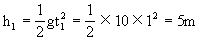 h₁ = 1/2 gt₁² = 1/2 × 10 × 1² = 5m